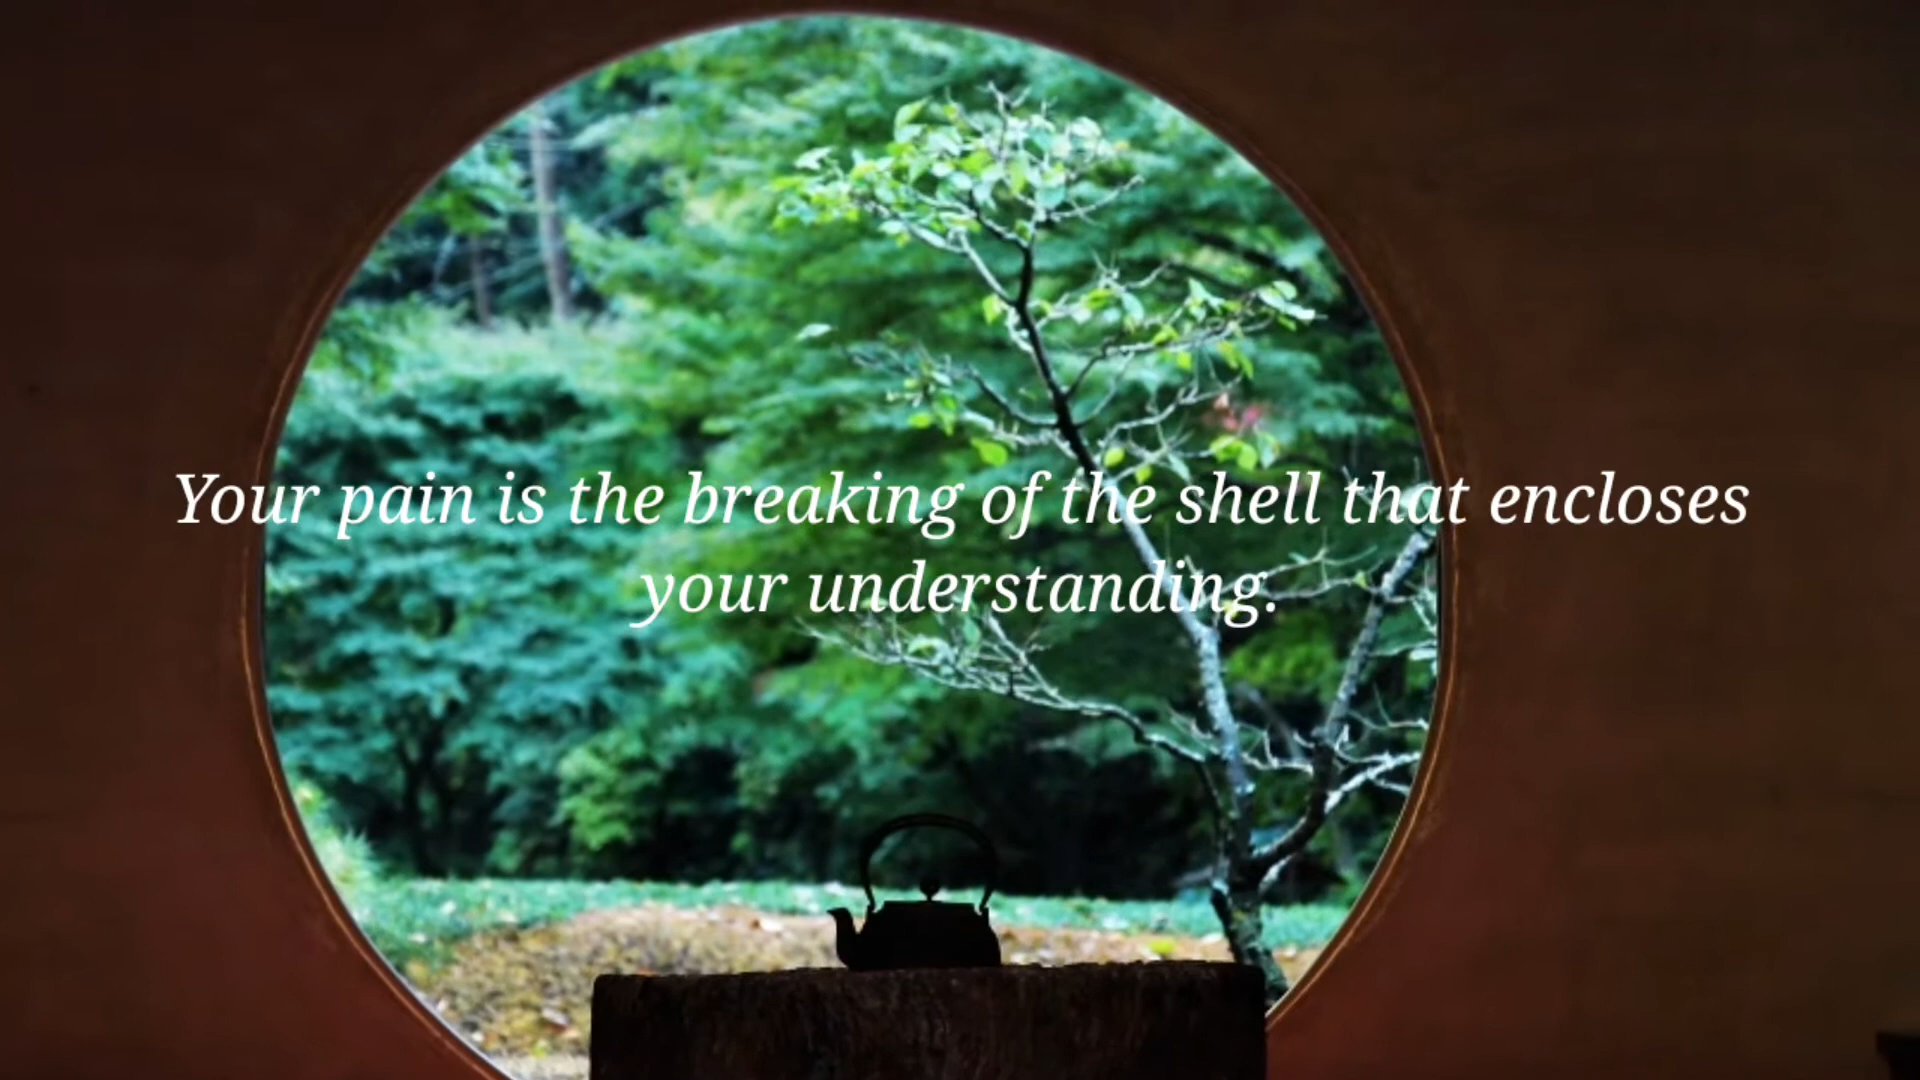 Your pain is the breaking of the shell that encloses
your understanding.